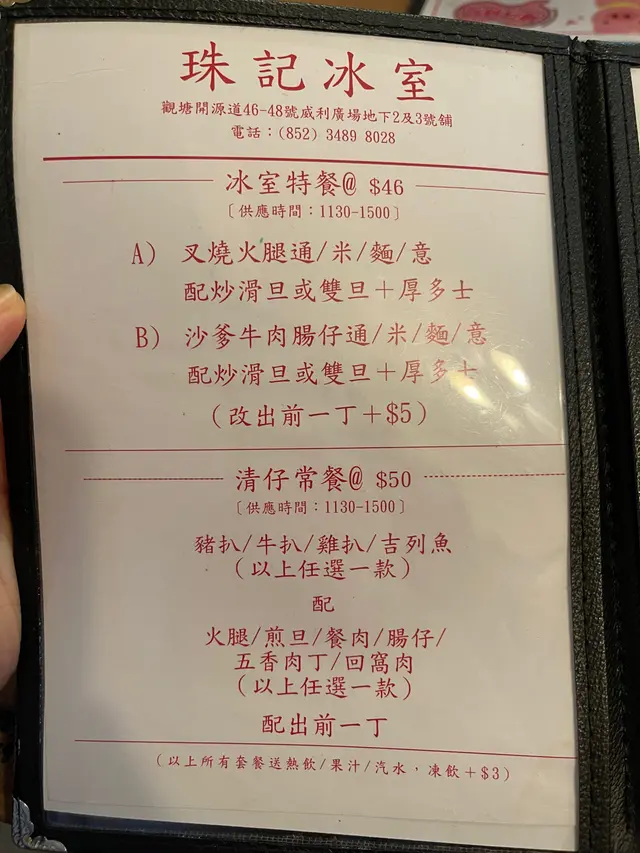 珠記冰室
觀塘開源道46-48號威利廣場地下2及3號舖
電話：(852) 3489 8028
冰室特餐@ $46
〔供應時間：1130-1500〕
A) 叉燒火腿通/米/麵/意
配炒滑旦或雙旦＋厚多士
B) 沙爹牛肉腸仔通/米/麵/意
配炒滑旦或雙旦＋厚多士
（改出前一丁＋$5）
清仔常餐@ $50
〔供應時間：1130-1500〕
豬扒/牛扒/雞扒/吉列魚
（以上任選一款）
配
火腿/煎旦/餐肉/腸仔/
五香肉丁/回窩肉
（以上任選一款）
配出前一丁
（以上所有套餐送熱飲/果汁/汽水，凍飲＋$3）